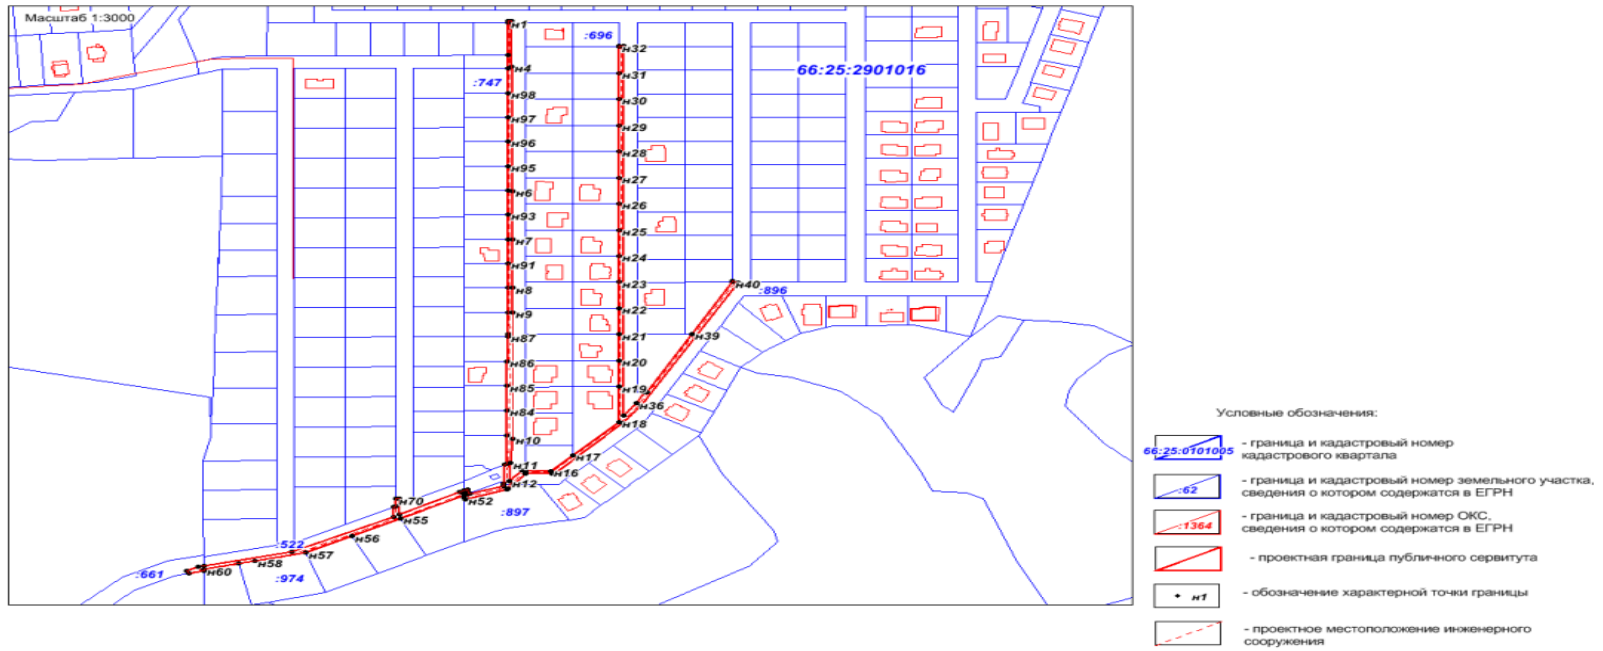 Масштаб 1:3000
н1
:696
н32
66:25:2901016
н4
н31
:747
н98
н30
н97
н29
н96
н28
н95
н27
н6
н26
н93
н25
н7
н24
н91
н23
н40
:896
н8
н22
н9
н21
н39
н87
н20
н86
н19
н85
н36
н84
н18
н10
н17
н11
н16
н12
н52
:897
н70
н55
н56
:522
н57
н58
:661
н60
:974
Условные обозначения:
66:25:0101005
- граница и кадастровый номер
кадастрового квартала
:62
- граница и кадастровый номер земельного участка,
сведения о котором содержатся в ЕГРН
:1364
- граница и кадастровый номер ОКС,
сведения о котором содержатся в ЕГРН
- проектная граница публичного сервитута
н1
- обозначение характерной точки границы
- проектное местоположение инженерного
сооружения